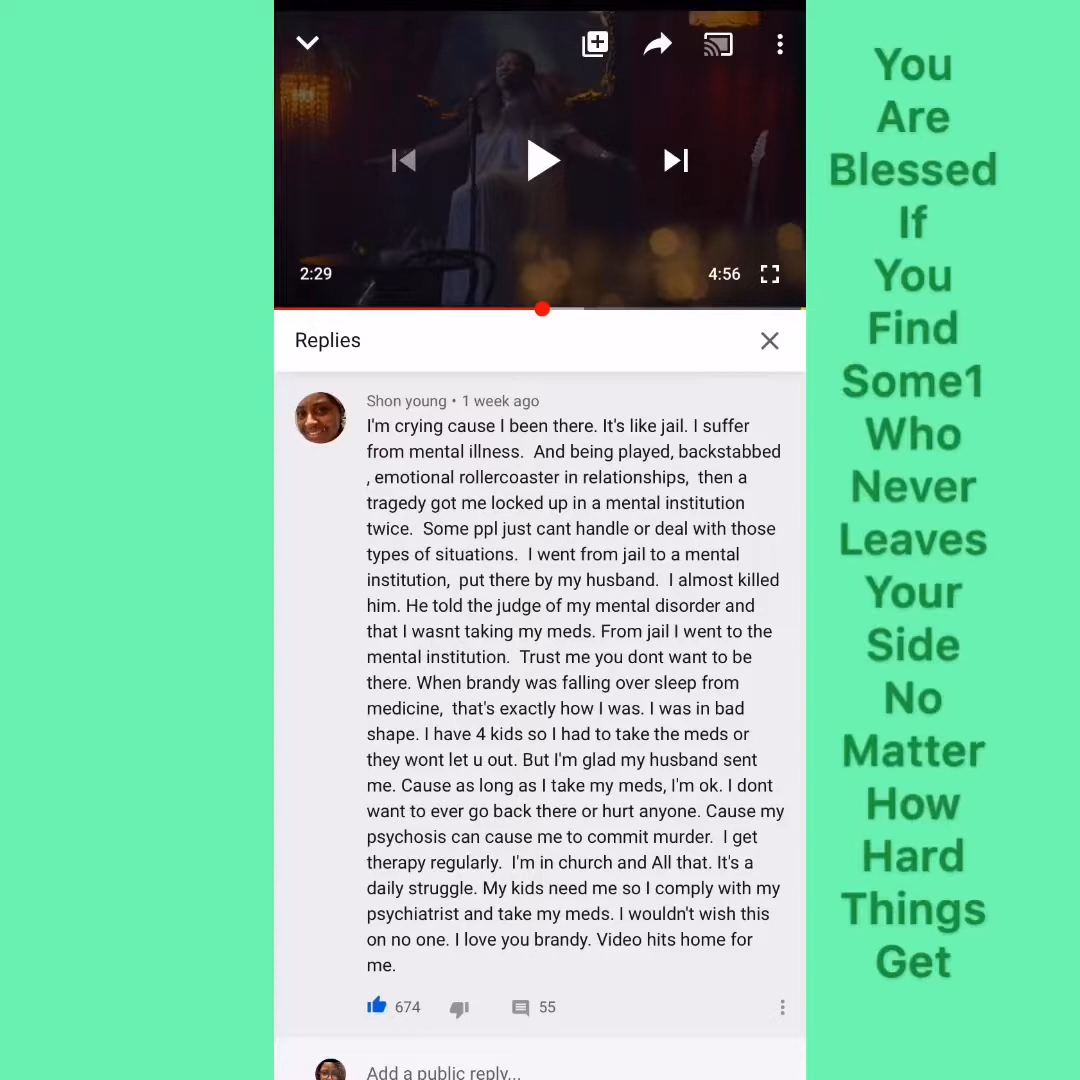 2:29
4:56
Replies
Shon young • 1 week ago
I'm crying cause I been there. It's like jail. I suffer
from mental illness.  And being played, backstabbed
, emotional rollercoaster in relationships,  then a
tragedy got me locked up in a mental institution
twice.  Some ppl just cant handle or deal with those
types of situations.  I went from jail to a mental
institution,  put there by my husband.  I almost killed
him. He told the judge of my mental disorder and
that I wasnt taking my meds. From jail I went to the
mental institution.  Trust me you dont want to be
there. When brandy was falling over sleep from
medicine,  that's exactly how I was. I was in bad
shape. I have 4 kids so I had to take the meds or
they wont let u out. But I'm glad my husband sent
me. Cause as long as I take my meds, I'm ok. I dont
want to ever go back there or hurt anyone. Cause my
psychosis can cause me to commit murder.  I get
therapy regularly.  I'm in church and All that. It's a
daily struggle. My kids need me so I comply with my
psychiatrist and take my meds. I wouldn't wish this
on no one. I love you brandy. Video hits home for
me.
674
55
Add a public reply...
You
Are
Blessed
If
You
Find
Some1
Who
Never
Leaves
Your
Side
No
Matter
How
Hard
Things
Get